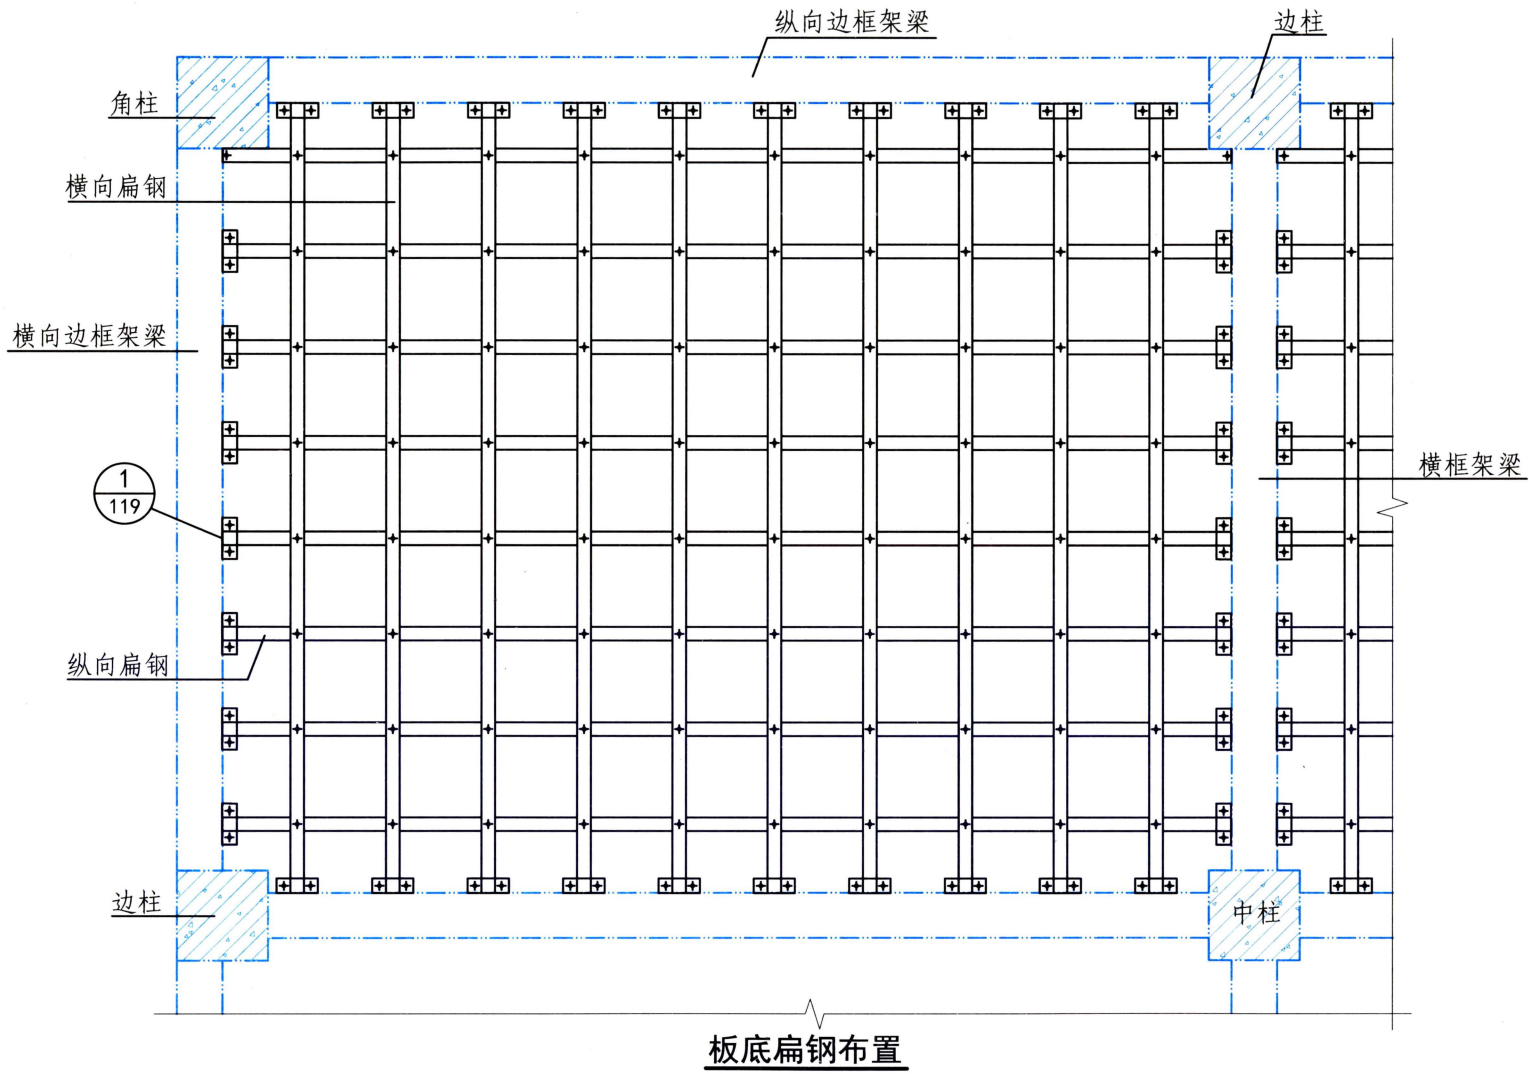 纵向边框架梁
边柱
角柱
横向扁钢
横向边框架梁
横框架梁
1
119
纵向扁钢
边柱
中柱
板底扁钢布置